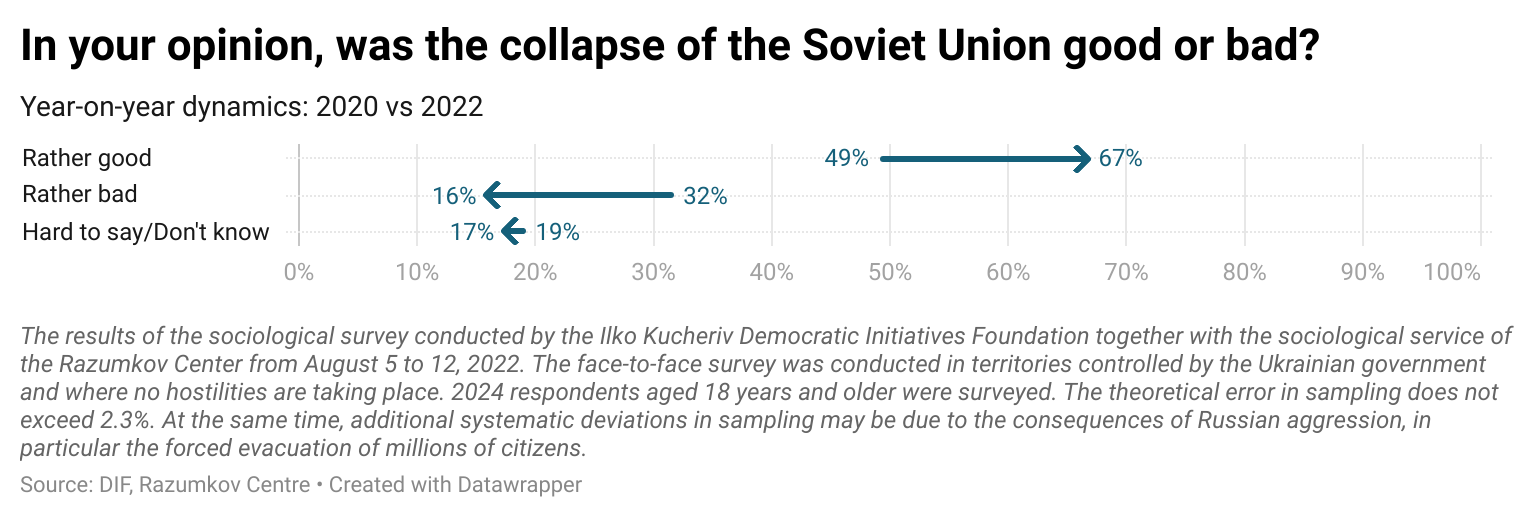 In your opinion, was the collapse of the Soviet Union good or bad?
Year-on-year dynamics: 2020 vs 2022
Rather good 49% 67%
Rather bad 16% 32%
Hard to say/Don't know 17% 19%
0% 10% 20% 30% 40% 50% 60% 70% 80% 90% 100%
The results of the sociological survey conducted by the Ilko Kucheriv Democratic Initiatives Foundation together with the sociological service of
the Razumkov Center from August 5 to 12, 2022. The face-to-face survey was conducted in territories controlled by the Ukrainian government
and where no hostilities are taking place. 2024 respondents aged 18 years and older were surveyed. The theoretical error in sampling does not
exceed 2.3%. At the same time, additional systematic deviations in sampling may be due to the consequences of Russian aggression, in
particular the forced evacuation of millions of citizens.
Source: DIF, Razumkov Centre • Created with Datawrapper